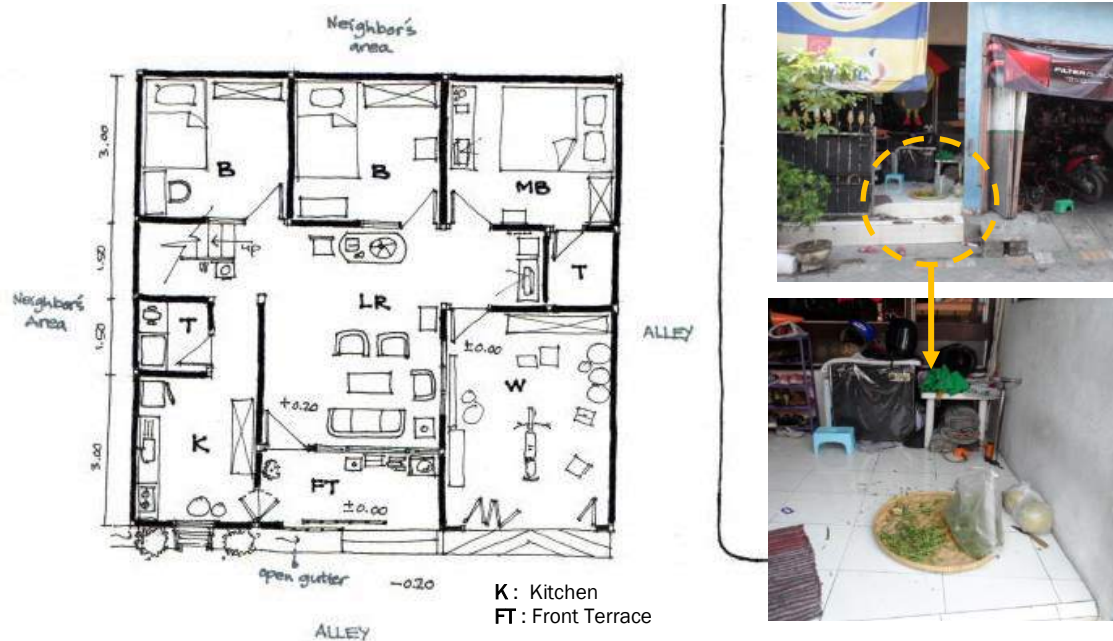 Neighbor's
area
3.00
B
B
MB
1.50
up
T
LR
Neighbor's
Area
1.50
T
±0.00
ALLEY
W
+0.20
K
3.00
FT
±0.00
open gutter
-0.20
ALLEY
K : Kitchen
FT : Front Terrace
FILTER